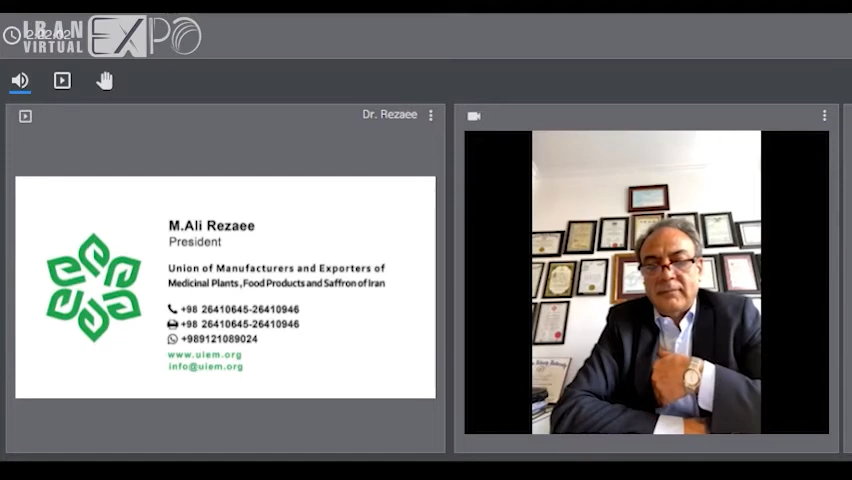 IRAN
VIRTUAL
EXPO
Dr. Rezaee
M.Ali Rezaee
President
Union of Manufacturers and Exporters of
Medicinal Plants ,Food Products and Saffron of Iran
+98 26410645-26410946
+98 26410645-26410946
+989121089024
www.uiem.org
info@uiem.org